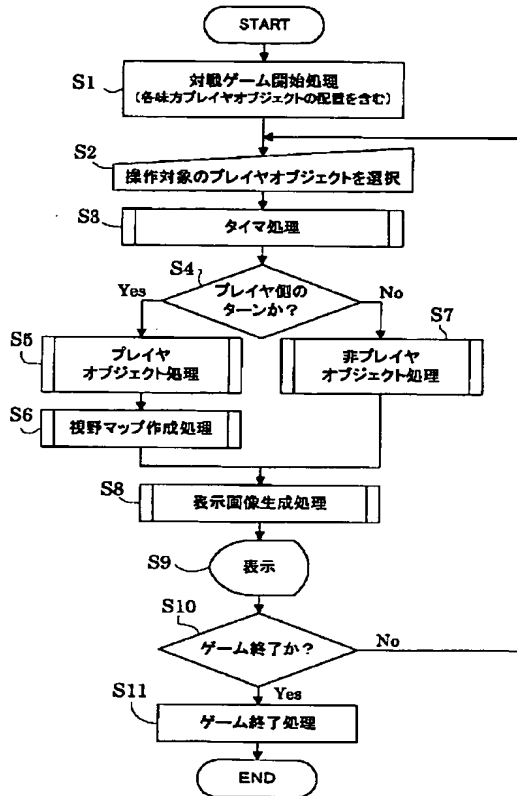 START
S1
対戦ゲーム開始処理
(各味方プレイヤオブジェクトの配置を含む)
S2
操作対象のプレイヤオブジェクトを選択
S3
タイマ処理
S4
プレイヤ側の
ターンか?
Yes
No
S5
プレイヤ
オブジェクト処理
S7
非プレイヤ
オブジェクト処理
S6
視野マップ作成処理
S8
表示画像生成処理
S9
表示
S10
ゲーム終了か?
No
Yes
S11
ゲーム終了処理
END